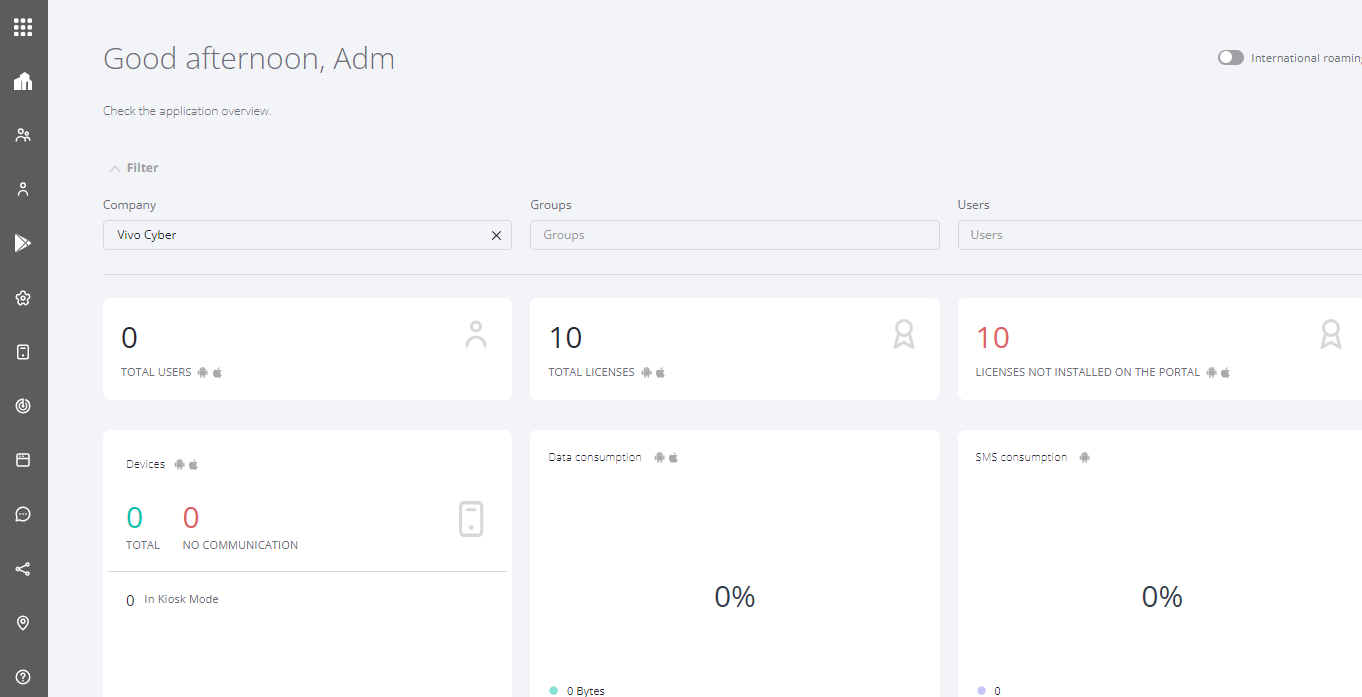 Good afternoon, Adm
International roaming
Check the application overview.
Filter
Company
Groups
Users
Vivo Cyber
Groups
Users
0
TOTAL USERS
10
TOTAL LICENSES
10
LICENSES NOT INSTALLED ON THE PORTAL
Devices
0
TOTAL
0
NO COMMUNICATION
0 In Kiosk Mode
Data consumption
0%
0 Bytes
SMS consumption
0%
0